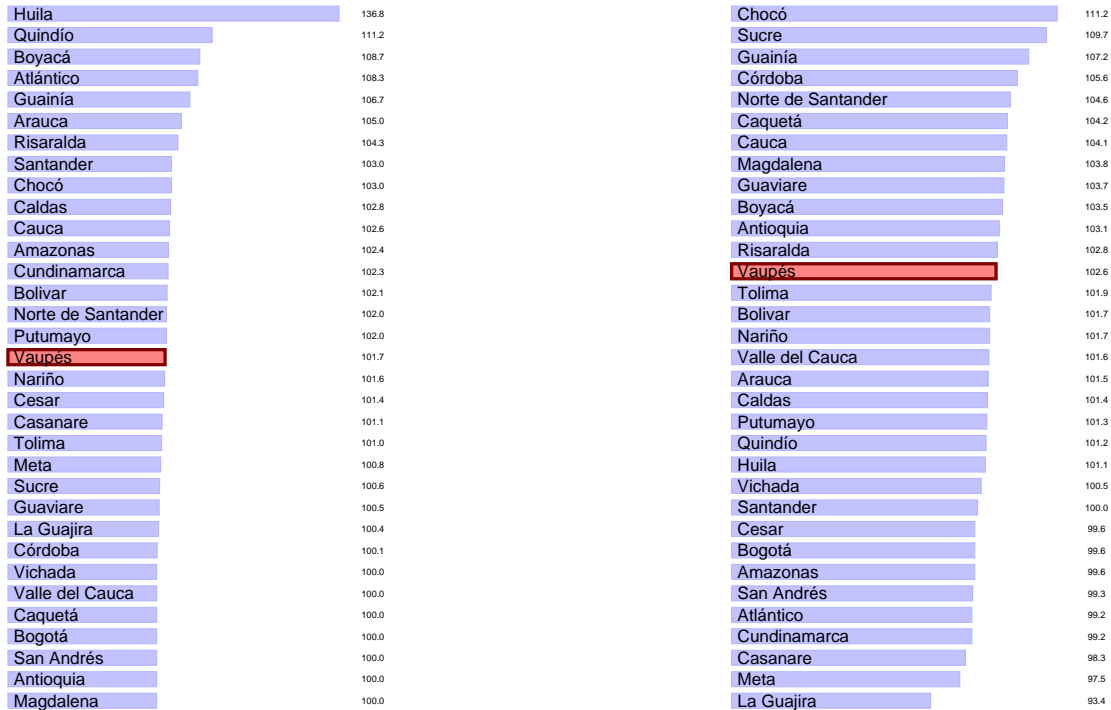 Huila 136.8
Quindío 111.2
Boyacá 108.7
Atlántico 108.3
Guainía 106.7
Arauca 105.0
Risaralda 104.3
Santander 103.0
Chocó 103.0
Caldas 102.8
Cauca 102.6
Amazonas 102.4
Cundinamarca 102.3
Bolivar 102.1
Norte de Santander 102.0
Putumayo 102.0
Vaupés 101.7
Nariño 101.6
Cesar 101.4
Casanare 101.1
Tolima 101.0
Meta 100.8
Sucre 100.6
Guaviare 100.5
La Guajira 100.4
Córdoba 100.1
Vichada 100.0
Valle del Cauca 100.0
Caquetá 100.0
Bogotá 100.0
San Andrés 100.0
Antioquia 100.0
Magdalena 100.0
Chocó 111.2
Sucre 109.7
Guainía 107.2
Córdoba 105.6
Norte de Santander 104.6
Caquetá 104.2
Cauca 104.1
Magdalena 103.8
Guaviare 103.7
Boyacá 103.5
Antioquia 103.1
Risaralda 102.8
Vaupés 102.6
Tolima 101.9
Bolivar 101.7
Nariño 101.7
Valle del Cauca 101.6
Arauca 101.5
Caldas 101.4
Putumayo 101.3
Quindío 101.2
Huila 101.1
Vichada 100.5
Santander 100.0
Cesar 99.6
Bogotá 99.6
Amazonas 99.6
San Andrés 99.3
Atlántico 99.2
Cundinamarca 99.2
Casanare 98.3
Meta 97.5
La Guajira 93.4